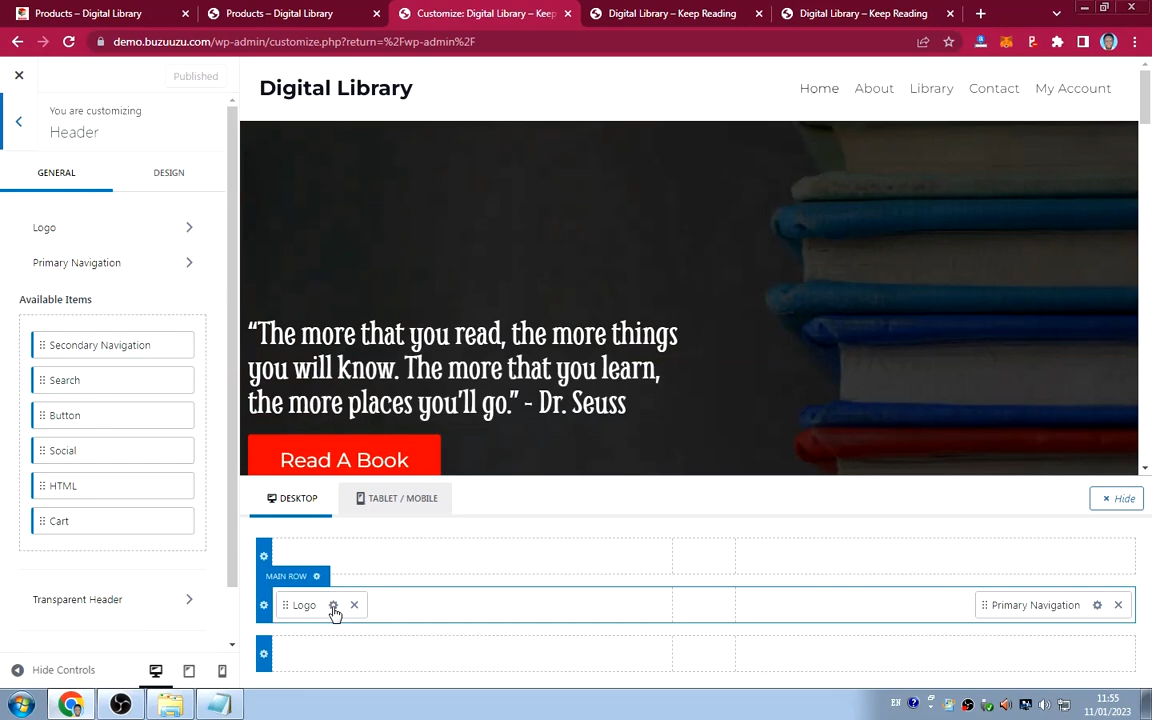 Products – Digital Library
Products – Digital Library
Customize: Digital Library – Keep
Digital Library – Keep Reading
Digital Library – Keep Reading
demo.buzuuzu.com/wp-admin/customize.php?return=%2Fwp-admin%2F
Published
You are customizing
Header
GENERAL
DESIGN
Logo
Primary Navigation
Available Items
Secondary Navigation
Search
Button
Social
HTML
Cart
Transparent Header
Hide Controls
Digital Library
Home About Library Contact My Account
“The more that you read, the more things
you will know. The more that you learn,
the more places you'll go.” - Dr. Seuss
Read A Book
DESKTOP
TABLET / MOBILE
× Hide
MAIN ROW
Logo
Primary Navigation
EN
11:55
11/01/2023